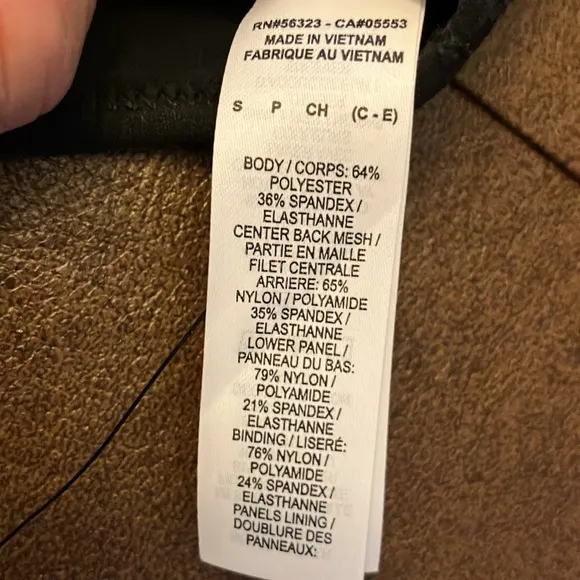 RN#56323 - CA#05553
MADE IN VIETNAM
FABRIQUE AU VIETNAM
S P CH (C - E)
BODY / CORPS: 64%
POLYESTER
36% SPANDEX /
ELASTHANNE
CENTER BACK MESH /
PARTIE EN MAILLE
FILET CENTRALE
ARRIERE: 65%
NYLON / POLYAMIDE
35% SPANDEX /
ELASTHANNE
LOWER PANEL /
PANNEAU DU BAS:
79% NYLON /
POLYAMIDE
21% SPANDEX /
ELASTHANNE
BINDING / LISERÉ:
76% NYLON /
POLYAMIDE
24% SPANDEX /
ELASTHANNE
PANELS LINING /
DOUBLURE DES
PANNEAUX: